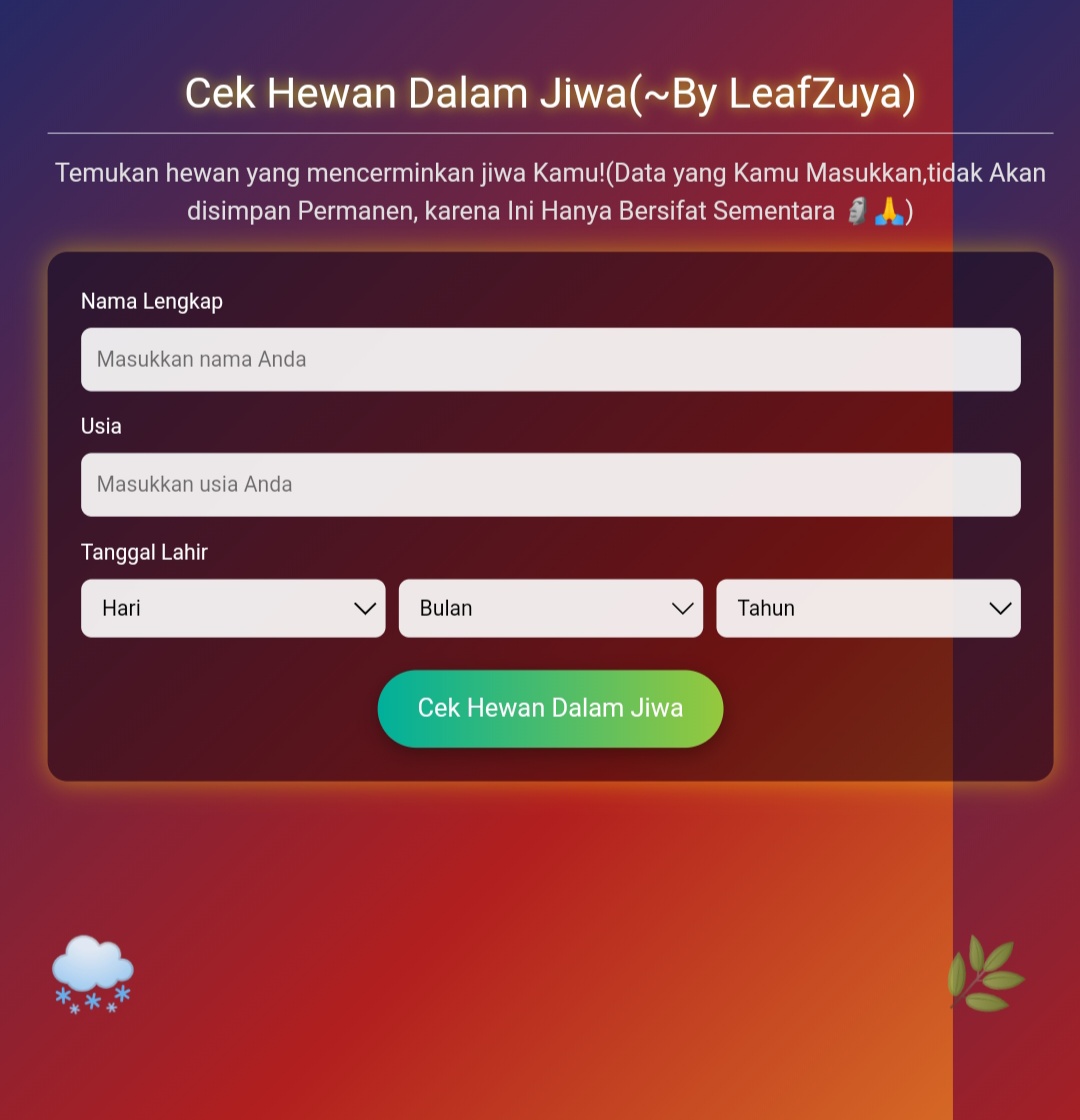 Cek Hewan Dalam Jiwa(~By LeafZuya)
Temukan hewan yang mencerminkan jiwa Kamu!(Data yang Kamu Masukkan,tidak Akan
disimpan Permanen, karena Ini Hanya Bersifat Sementara 🗿🙏)
Nama Lengkap
Masukkan nama Anda
Usia
Masukkan usia Anda
Tanggal Lahir
Hari Bulan Tahun
Cek Hewan Dalam Jiwa